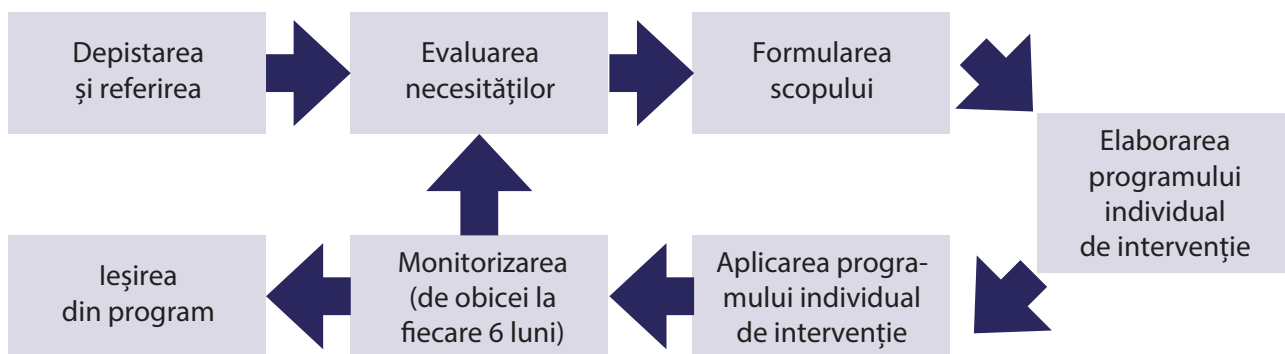 Depistarea
și referirea
Evaluarea
necesităților
Formularea
scopului
Elaborarea
programului
individual
de intervenție
Aplicarea progra-
mului individual
de intervenție
Monitorizarea
(de obicei la
fiecare 6 luni)
Ieșirea
din program